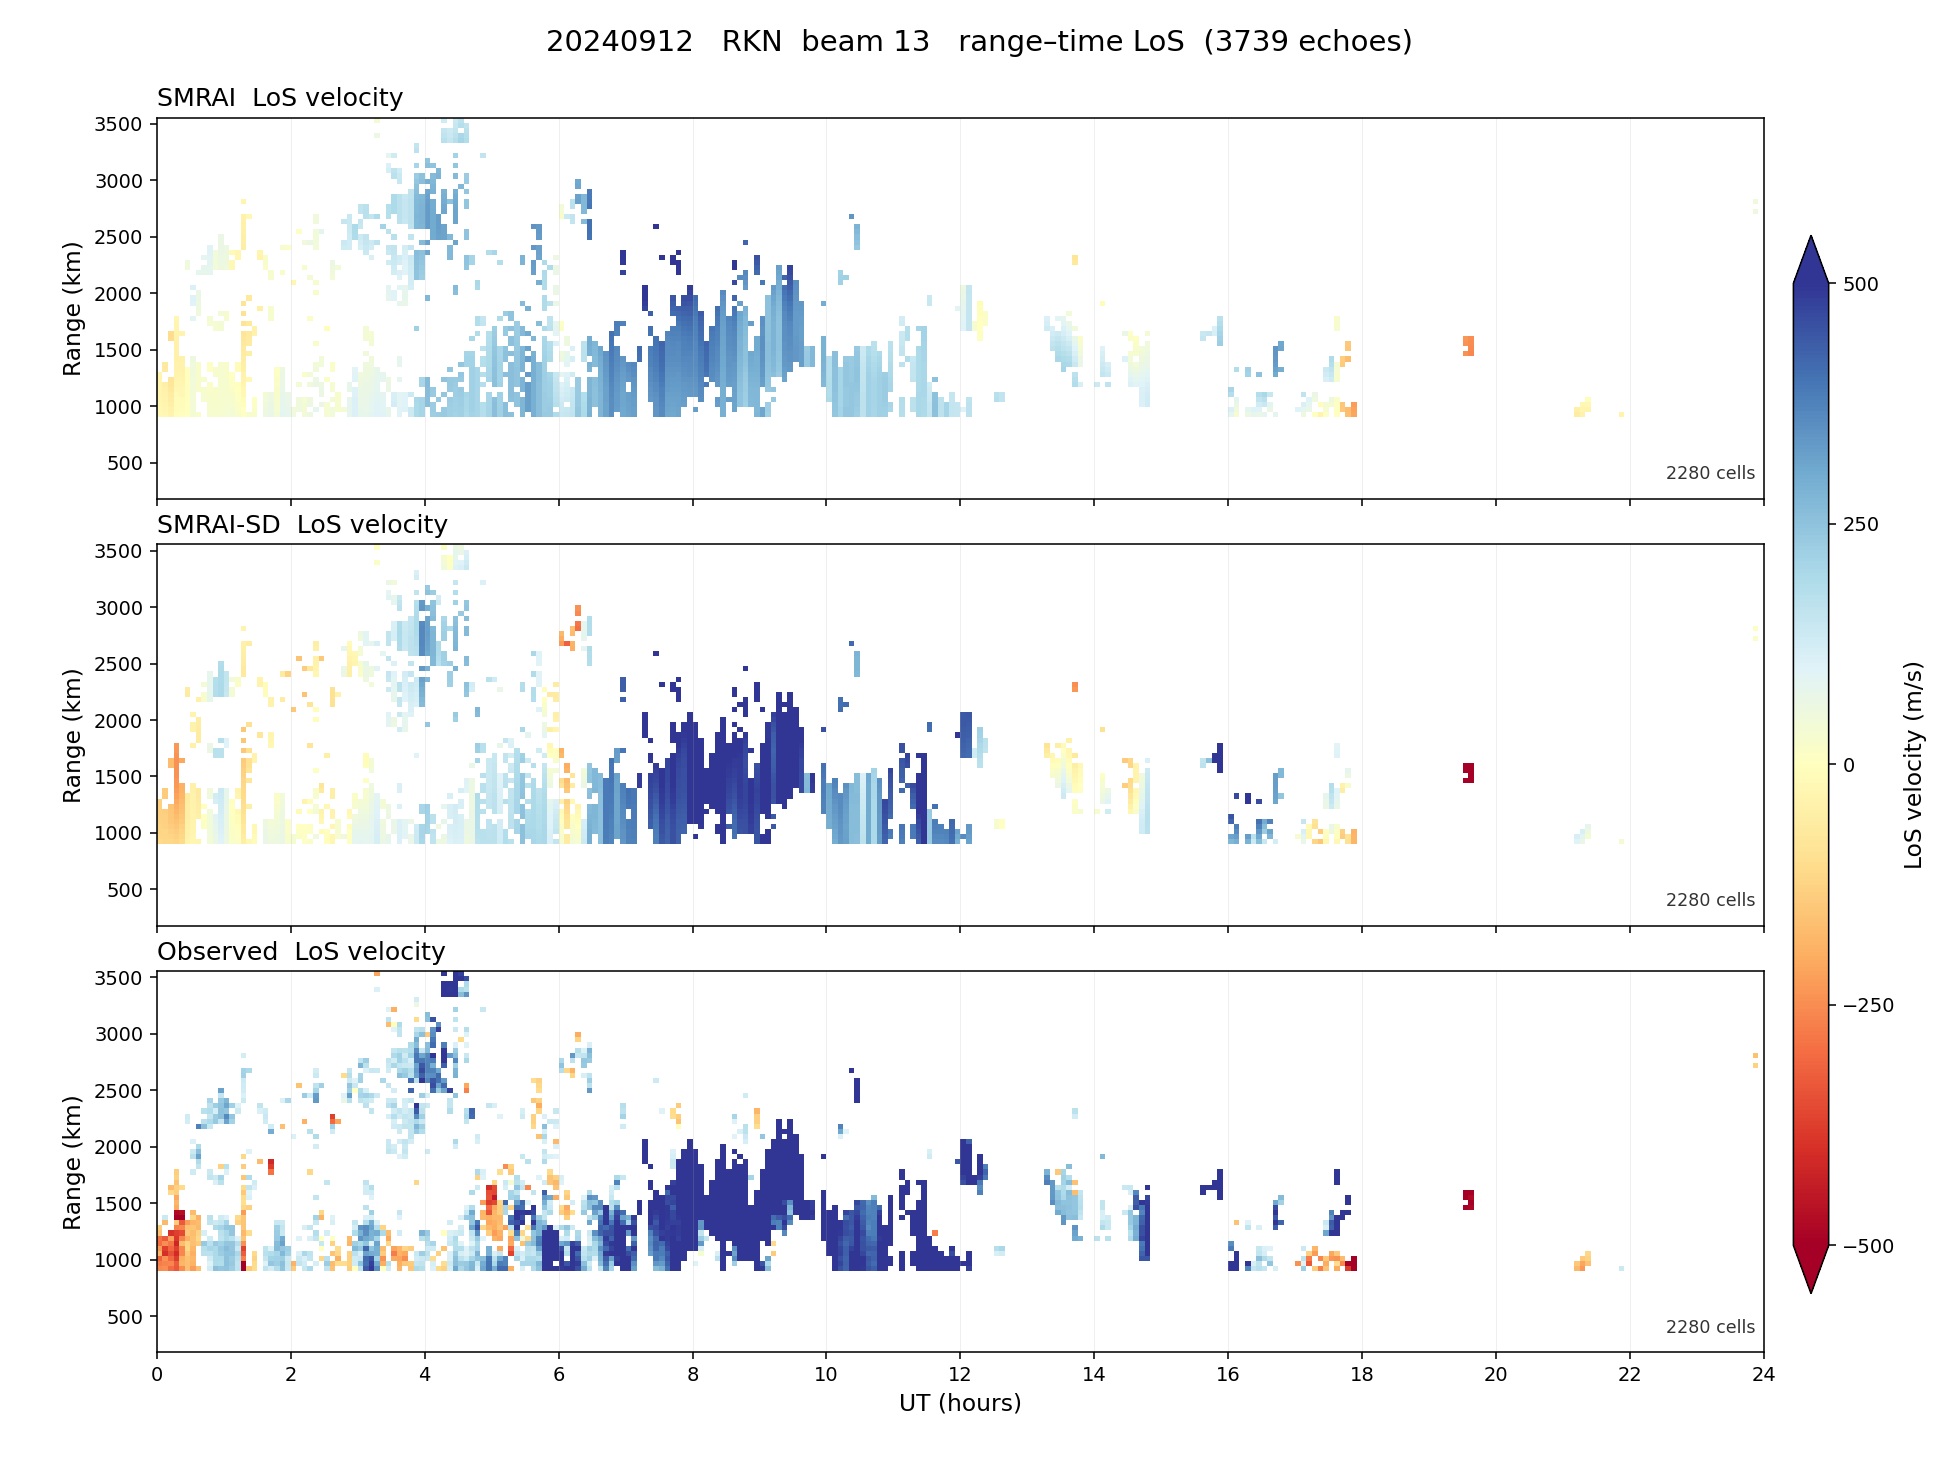 20240912   RKN  beam 13   range–time LoS  (3739 echoes)
SMRAI  LoS velocity
3500
3000
2500
2000
1500
1000
500
Range (km)
2280 cells
SMRAI-SD  LoS velocity
3500
3000
2500
2000
1500
1000
500
Range (km)
2280 cells
Observed  LoS velocity
3500
3000
2500
2000
1500
1000
500
Range (km)
2280 cells
0 2 4 6 8 10 12 14 16 18 20 22 24
UT (hours)
500
250
0
−250
−500
LoS velocity (m/s)